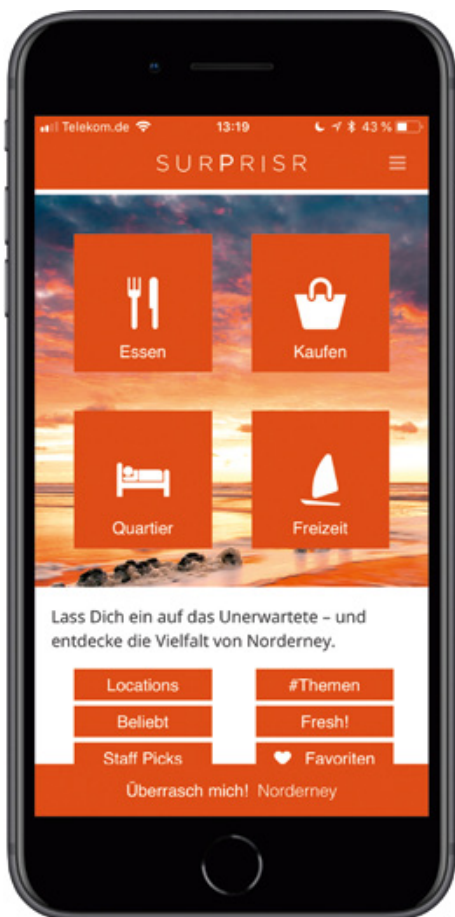 Telekom.de 13:19 43 %
SURPRISR
Essen Kaufen
Quartier Freizeit
Lass Dich ein auf das Unerwartete – und
entdecke die Vielfalt von Norderney.
Locations #Themen
Beliebt Fresh!
Staff Picks Favoriten
Überrasch mich! Norderney